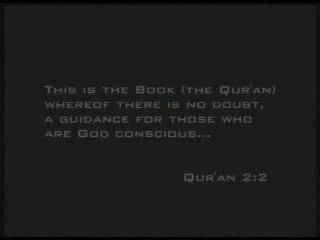 This is the Book (the Qur'an)
whereof there is no doubt,
a guidance for those who
are God conscious...
Qur'an 2:2